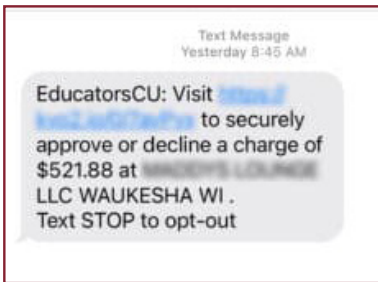 Text Message
Yesterday 8:45 AM
EducatorsCU: Visit
to securely
approve or decline a charge of
$521.88 at
LLC WAUKESHA WI .
Text STOP to opt-out